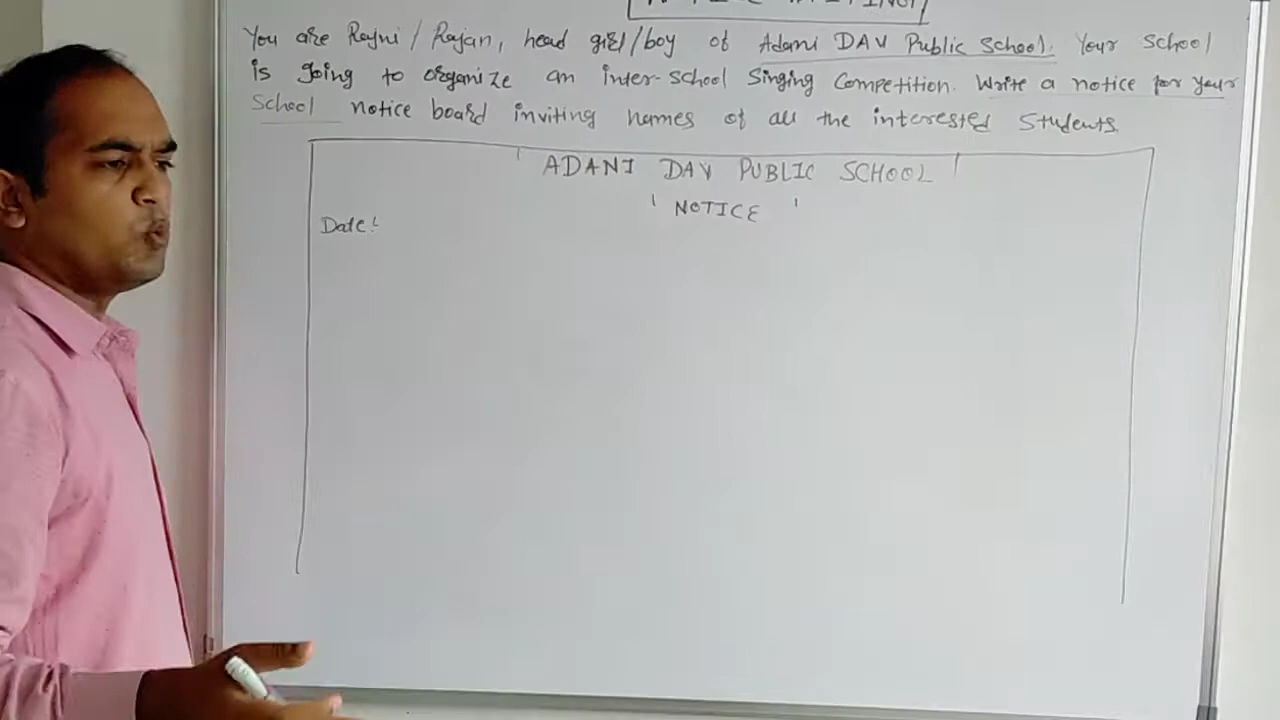 You are Rajni / Rajan, head girl/boy of Adani DAV Public School. Your School
is going to organize an inter-school Singing Competition. Write a notice for your
School notice board inviting names of all the interested Students.
ADANI DAV PUBLIC SCHOOL
' NOTICE '
Date: